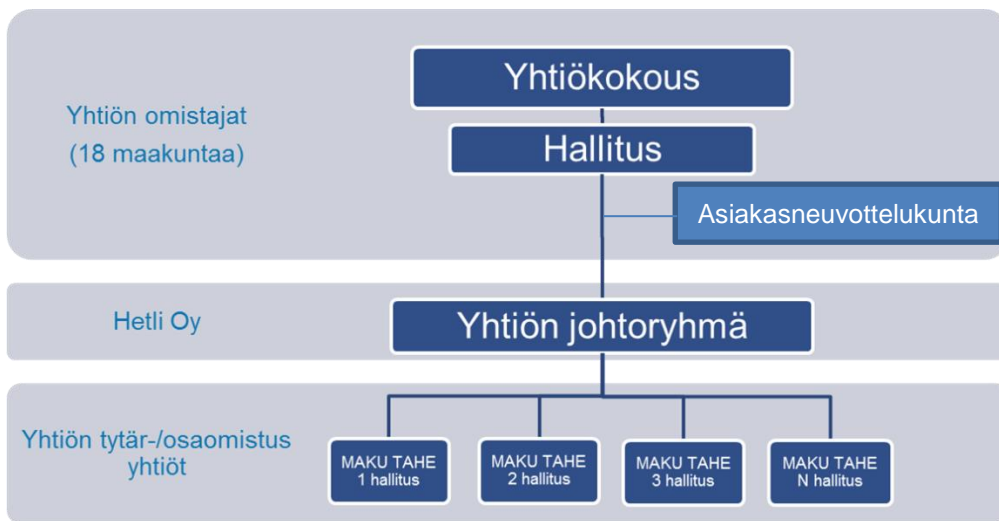 Yhtiökokous
Yhtiön omistajat
(18 maakuntaa)
Hallitus
Asiakasneuvottelukunta
Hetli Oy
Yhtiön johtoryhmä
Yhtiön tytär-/osaomistus
yhtiöt
MAKU TAHE
1 hallitus
MAKU TAHE
2 hallitus
MAKU TAHE
3 hallitus
MAKU TAHE
N hallitus